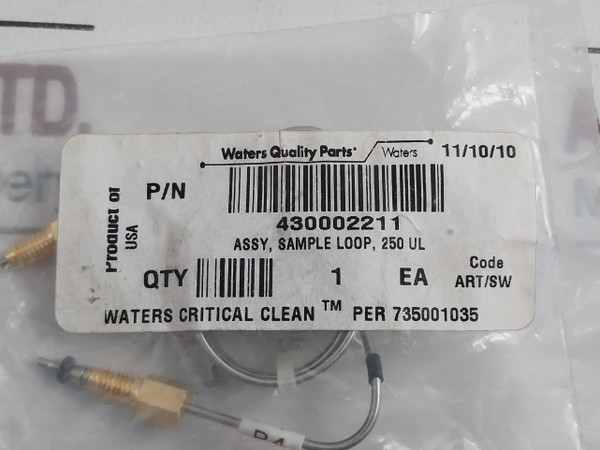 TD.
Waters Quality Parts Waters 11/10/10
Product of
USA
P/N
430002211
ASSY, SAMPLE LOOP, 250 UL
QTY 1 EA
Code
ART/SW
WATERS CRITICAL CLEAN ™ PER 735001035